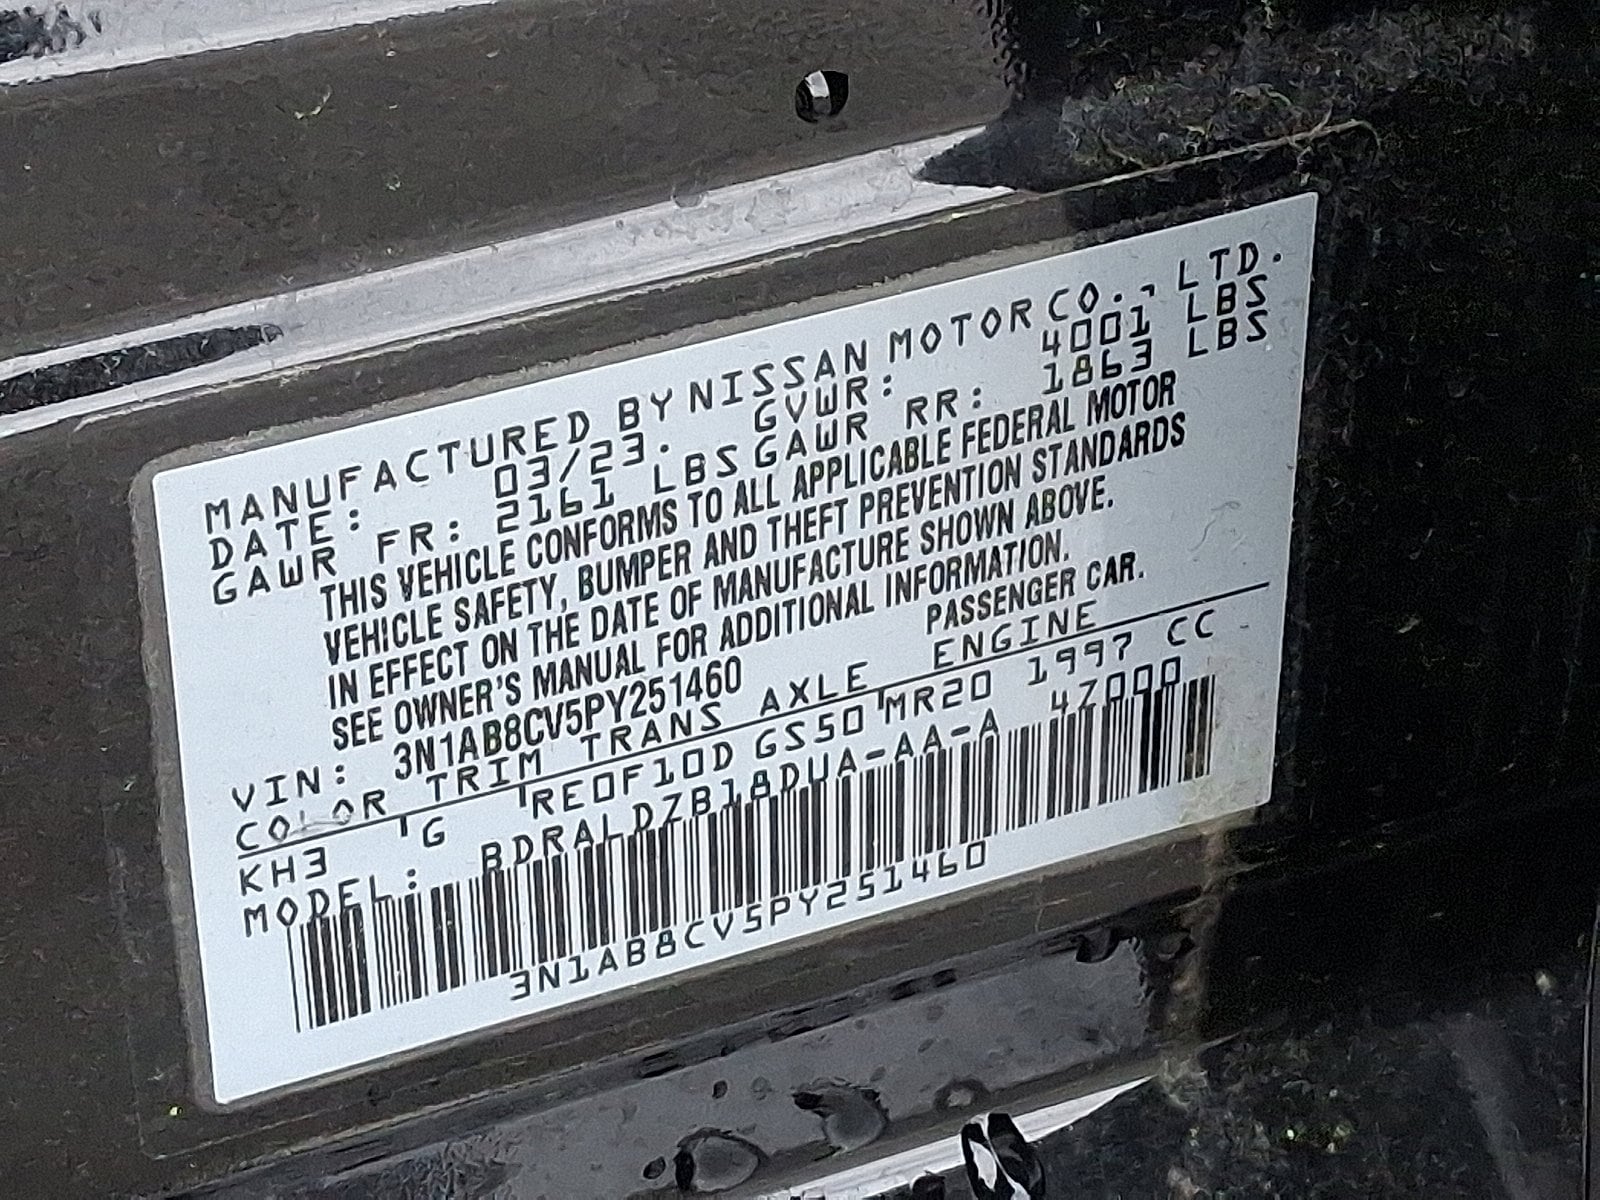 MANUFACTURED BY NISSAN MOTOR CO., LTD.
DATE: 03/23. GVWR: 4001 LBS
GAWR FR: 2161 LBS GAWR RR: 1863 LBS
THIS VEHICLE CONFORMS TO ALL APPLICABLE FEDERAL MOTOR
VEHICLE SAFETY, BUMPER AND THEFT PREVENTION STANDARDS
IN EFFECT ON THE DATE OF MANUFACTURE SHOWN ABOVE.
SEE OWNER'S MANUAL FOR ADDITIONAL INFORMATION.
VIN: 3N1AB8CV5PY251460 PASSENGER CAR.
COLOR TRIM TRANS AXLE ENGINE
KH3 G RE0F10D GS50 MR20 1997 CC
MODEL: BDRALDZB18DUA-AA-A 4Z000
3N1AB8CV5PY251460